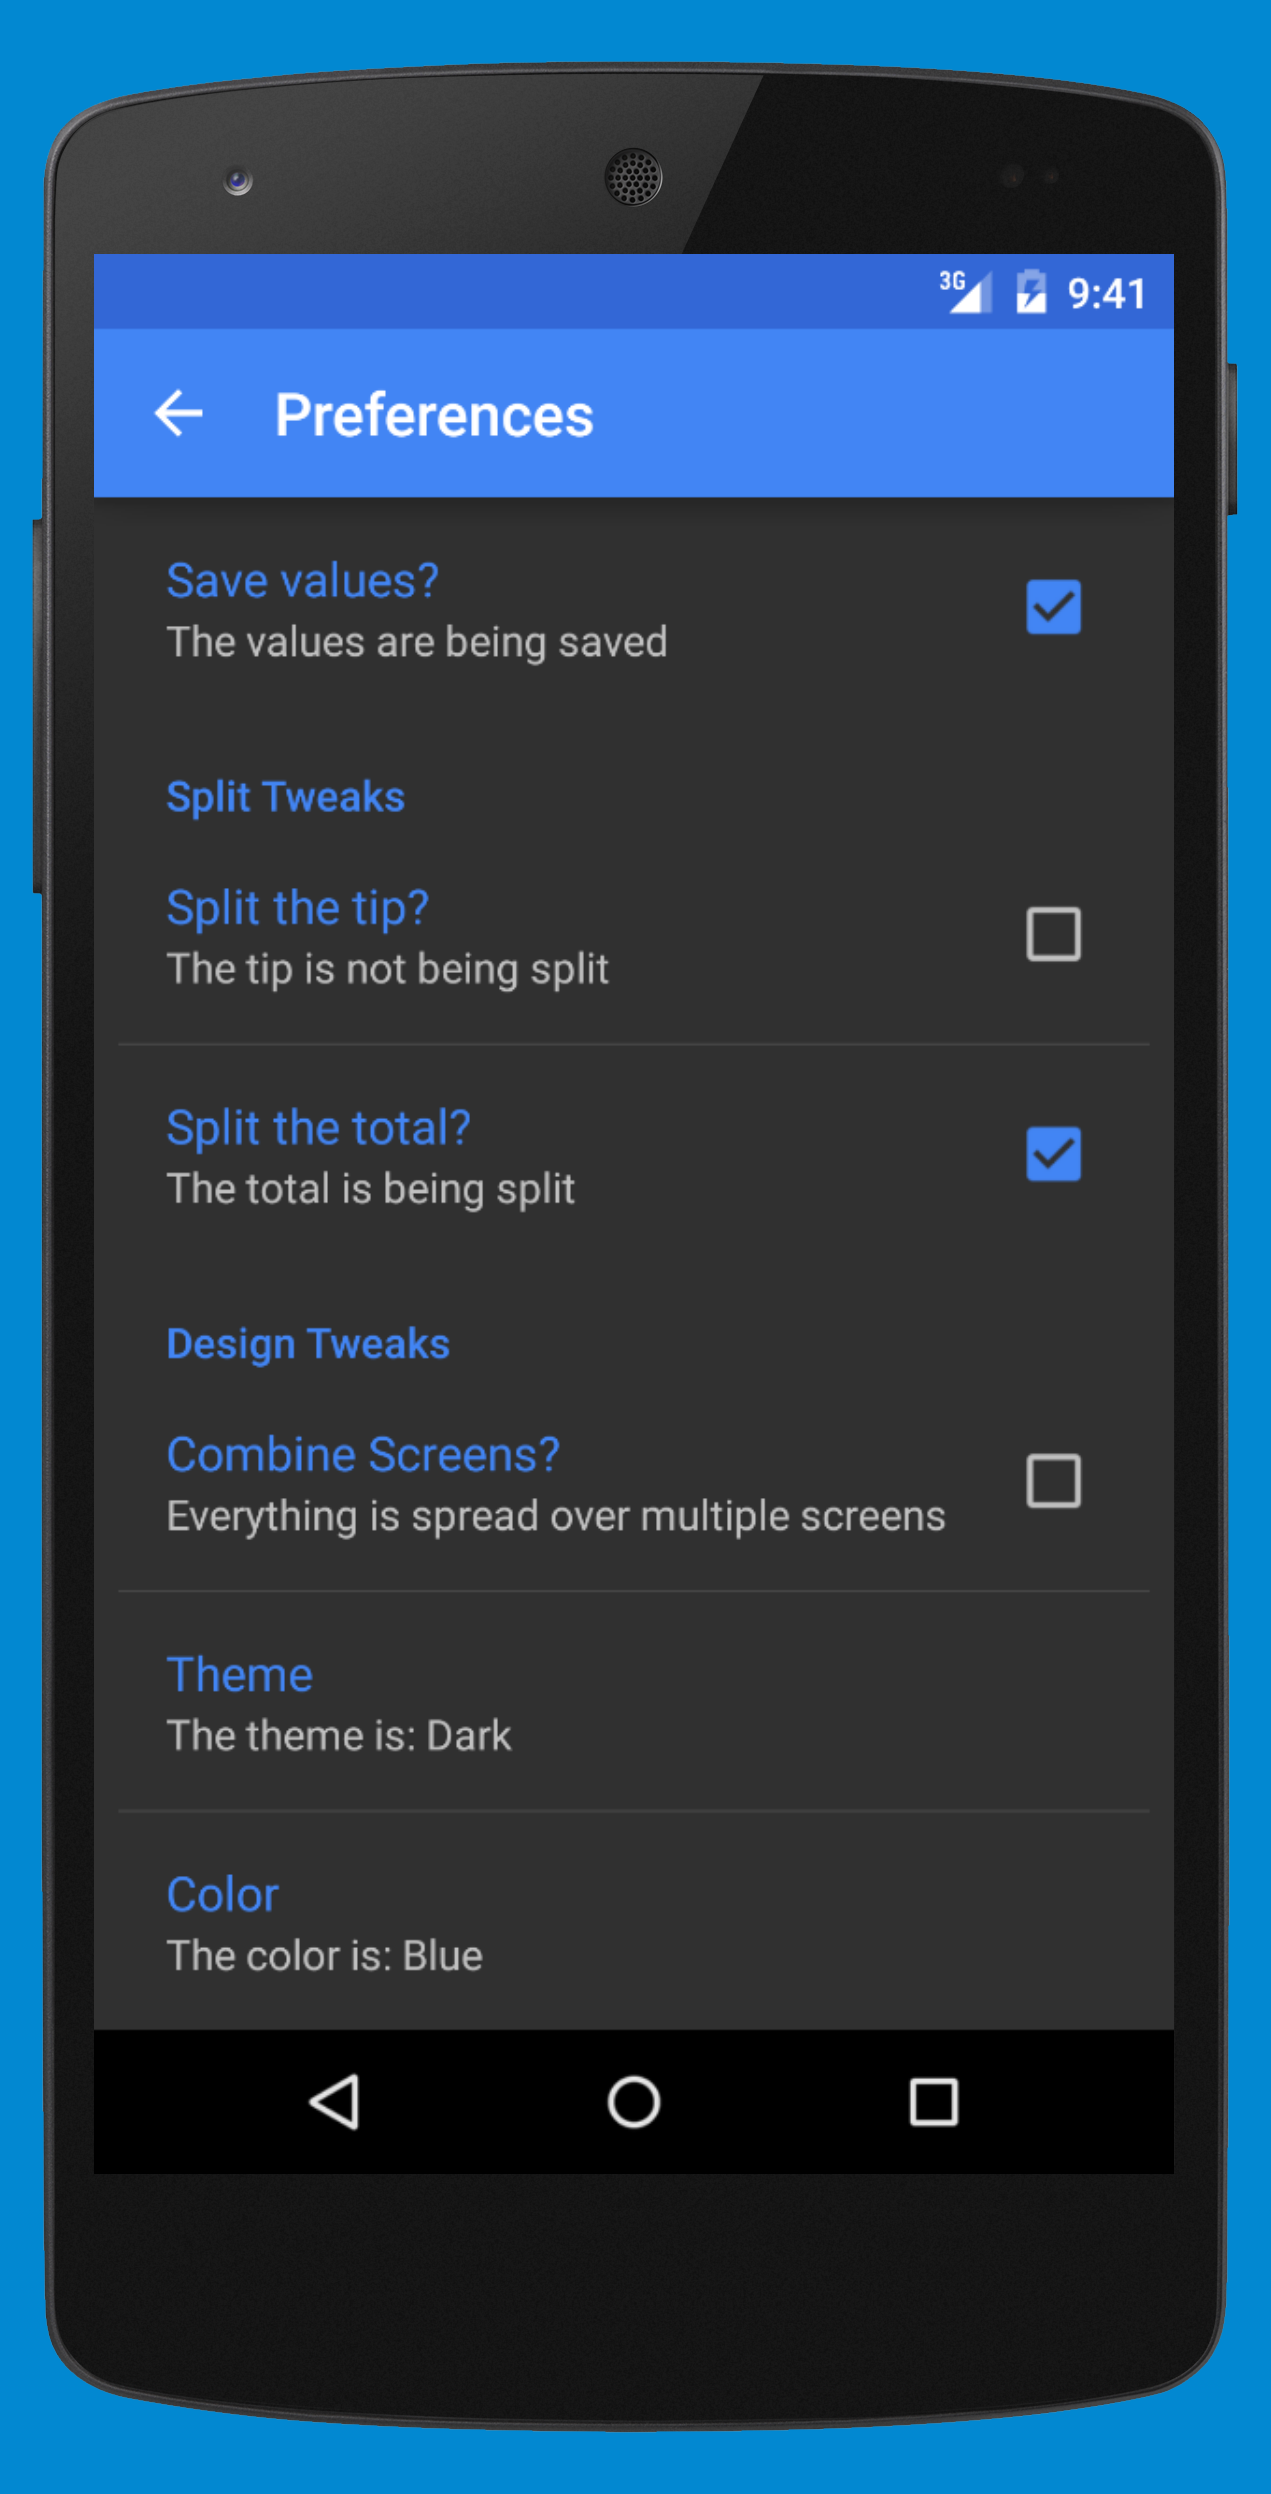 3G 9:41
Preferences
Save values?
The values are being saved
Split Tweaks
Split the tip?
The tip is not being split
Split the total?
The total is being split
Design Tweaks
Combine Screens?
Everything is spread over multiple screens
Theme
The theme is: Dark
Color
The color is: Blue